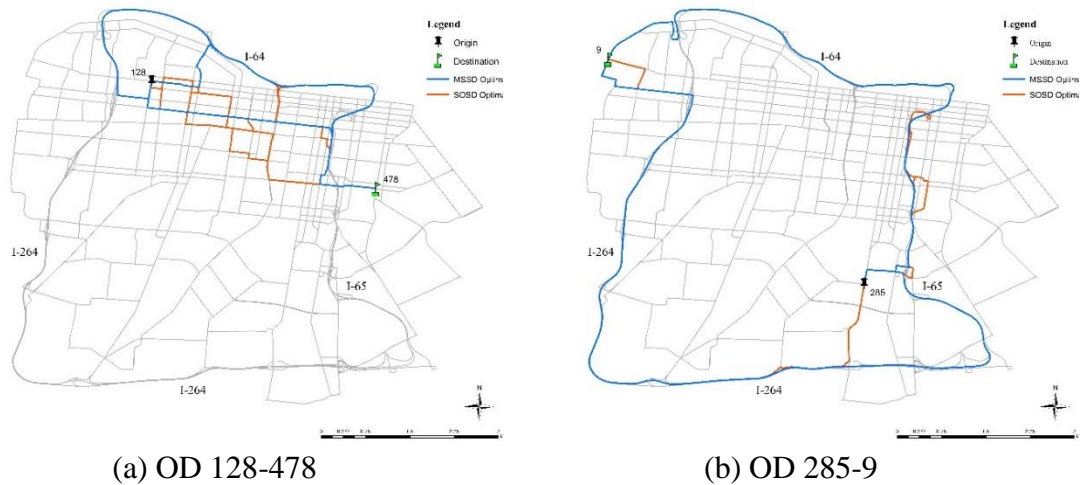 Legend
Origin
Destination
MSSD Optima
SOSD Optima
I-64
128
478
I-264
I-65
I-264
N
(a) OD 128-478
Legend
Origin
Destination
MSSD Optima
SOSD Optima
9
I-64
I-264
285
I-65
I-264
N
(b) OD 285-9